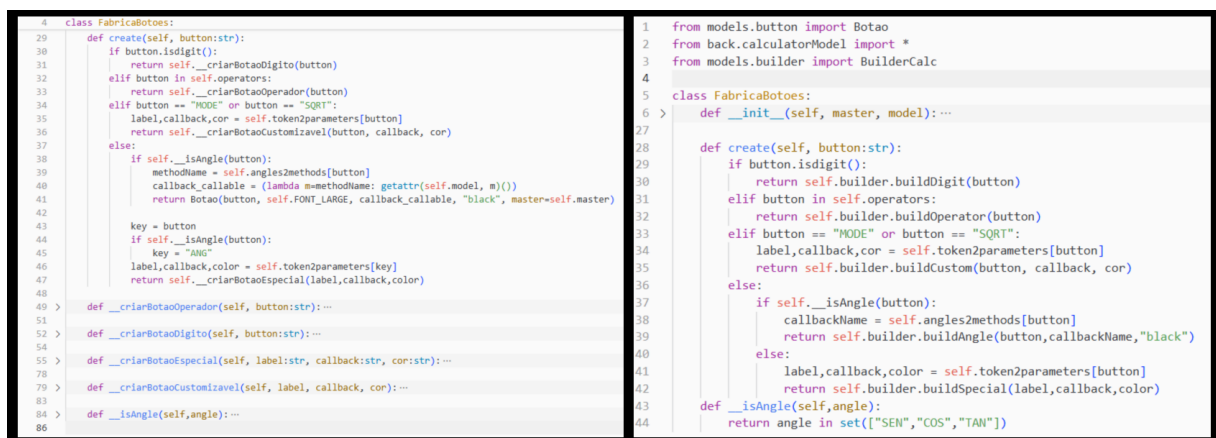 4 class FabricaBotoes:
29 def create(self, button:str):
30 if button.isdigit():
31 return self.__criarBotaoDigito(button)
32 elif button in self.operators:
33 return self.__criarBotaoOperador(button)
34 elif button == "MODE" or button == "SQRT":
35 label,callback,cor = self.token2parameters[button]
36 return self.__criarBotaoCustomizavel(button, callback, cor)
37 else:
38 if self.__isAngle(button):
39 methodName = self.angles2methods[button]
40 callback_callable = (lambda m=methodName: getattr(self.model, m)())
41 return Botao(button, self.FONT_LARGE, callback_callable, "black", master=self.master)
42
43 key = button
44 if self.__isAngle(button):
45 key = "ANG"
46 label,callback,color = self.token2parameters[key]
47 return self.__criarBotaoEspecial(label,callback,color)
48
49 > def __criarBotaoOperador(self, button:str): ...
51
52 > def __criarBotaoDigito(self, button:str): ...
54
55 > def __criarBotaoEspecial(self, label:str, callback:str, cor:str): ...
78
79 > def __criarBotaoCustomizavel(self, label, callback, cor): ...
83
84 > def __isAngle(self,angle): ...
86
1 from models.button import Botao
2 from back.calculatorModel import *
3 from models.builder import BuilderCalc
4
5 class FabricaBotoes:
6 > def __init__(self, master, model): ...
27
28 def create(self, button:str):
29 if button.isdigit():
30 return self.builder.buildDigit(button)
31 elif button in self.operators:
32 return self.builder.buildOperator(button)
33 elif button == "MODE" or button == "SQRT":
34 label,callback,cor = self.token2parameters[button]
35 return self.builder.buildCustom(button, callback, cor)
36 else:
37 if self.__isAngle(button):
38 callbackName = self.angles2methods[button]
39 return self.builder.buildAngle(button,callbackName,"black")
40 else:
41 label,callback,color = self.token2parameters[button]
42 return self.builder.buildSpecial(label,callback,color)
43 def __isAngle(self,angle):
44 return angle in set(["SEN","COS","TAN"])